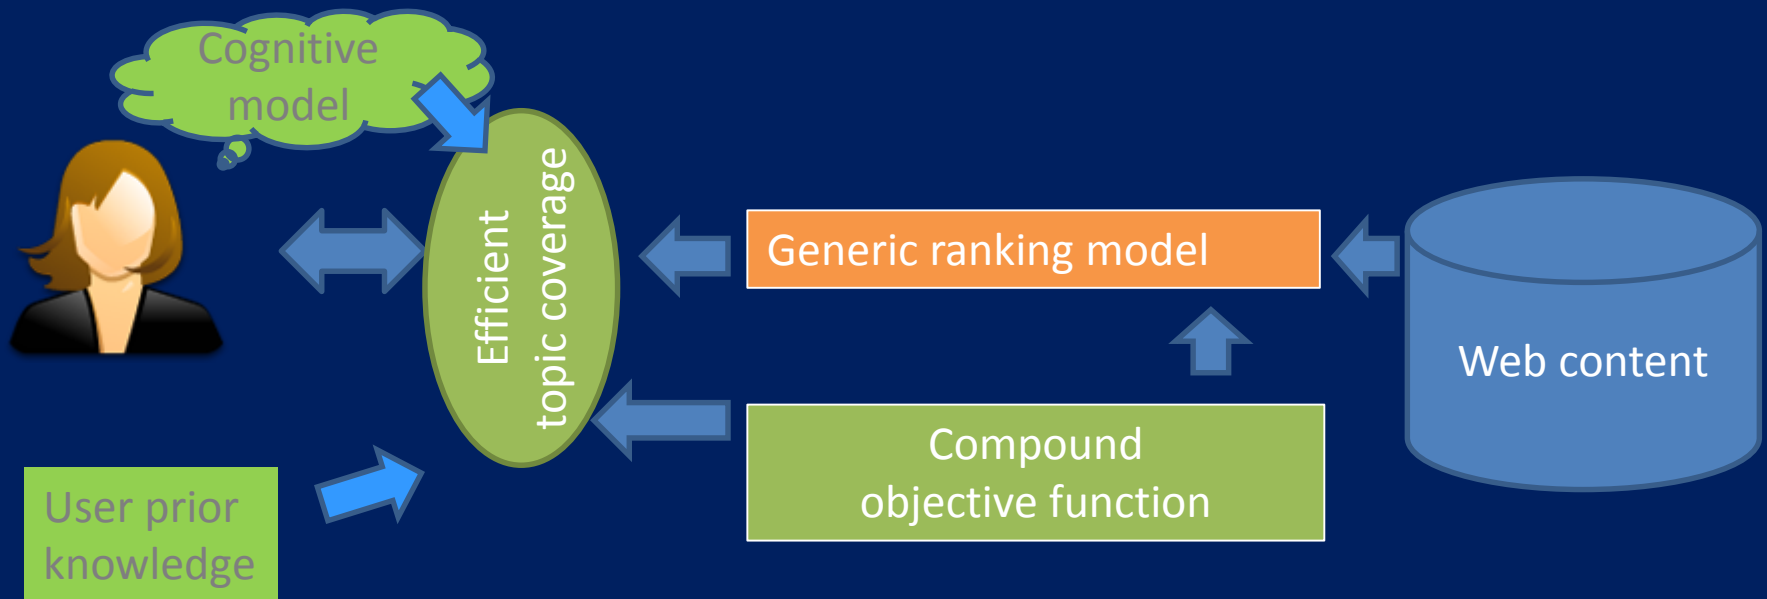 Cognitive
model
Efficient
topic coverage
Generic ranking model
Web content
Compound
objective function
User prior
knowledge